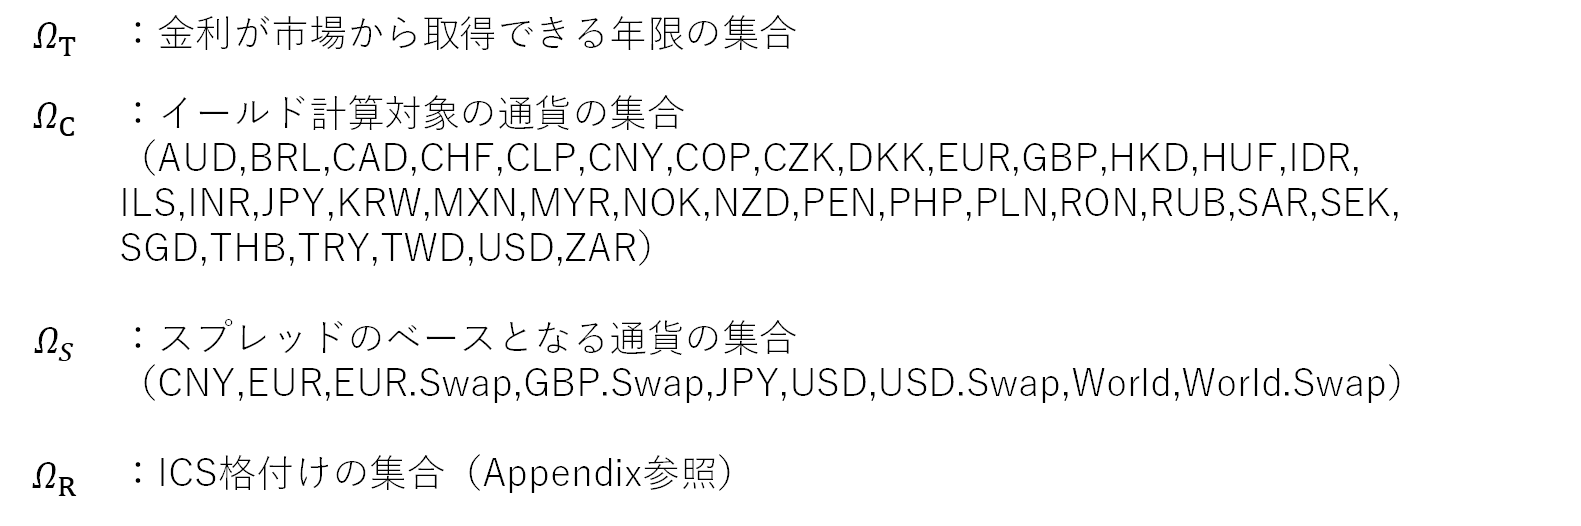 Ω_T ：金利が市場から取得できる年限の集合
Ω_C ：イールド計算対象の通貨の集合
（AUD,BRL,CAD,CHF,CLP,CNY,COP,CZK,DKK,EUR,GBP,HKD,HUF,IDR,
ILS,INR,JPY,KRW,MXN,MYR,NOK,NZD,PEN,PHP,PLN,RON,RUB,SAR,SEK,
SGD,THB,TRY,TWD,USD,ZAR）
Ω_S ：スプレッドのベースとなる通貨の集合
（CNY,EUR,EUR.Swap,GBP.Swap,JPY,USD,USD.Swap,World,World.Swap）
Ω_R ：ICS格付けの集合（Appendix参照）